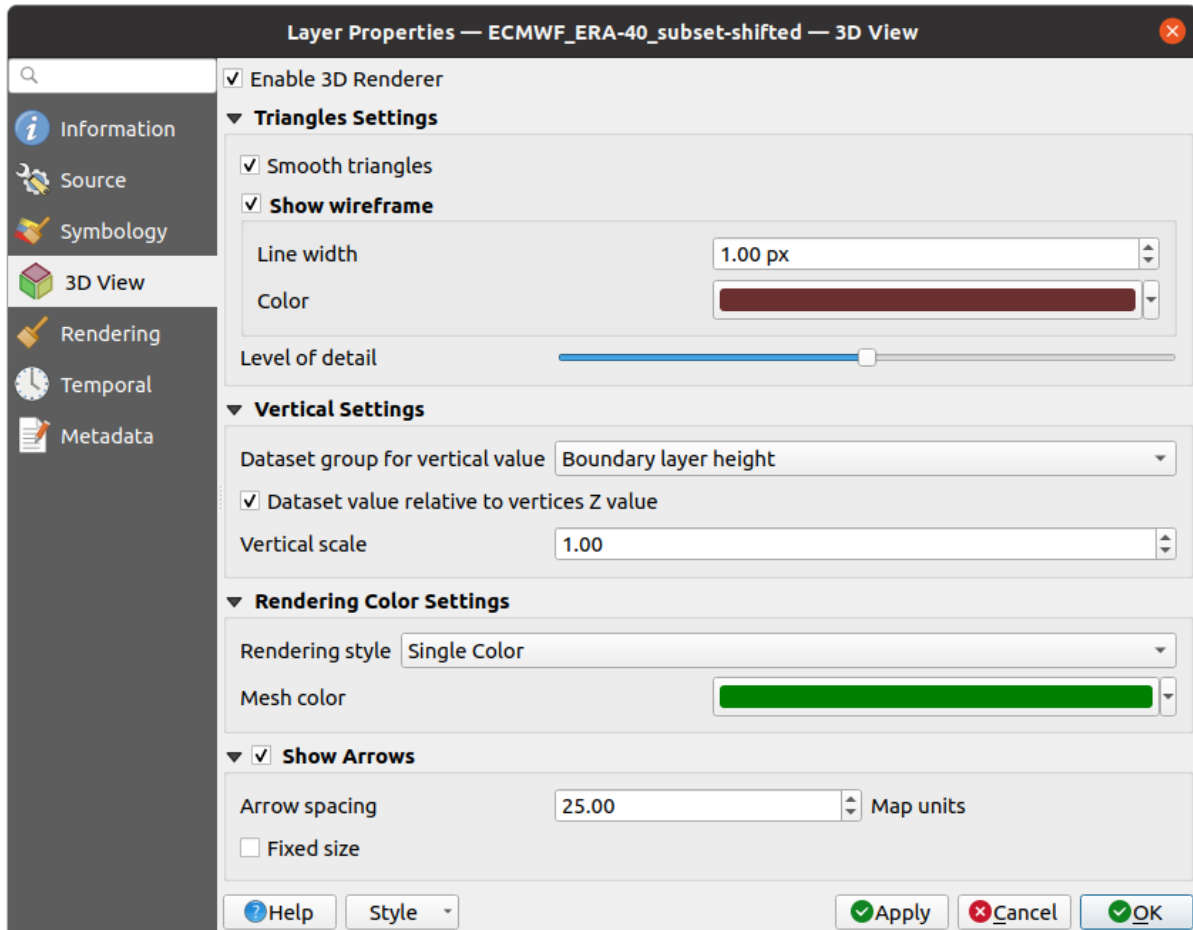 Layer Properties — ECMWF_ERA-40_subset-shifted — 3D View
Information
Source
Symbology
3D View
Rendering
Temporal
Metadata
Enable 3D Renderer
Triangles Settings
Smooth triangles
Show wireframe
Line width 1.00 px
Color
Level of detail
Vertical Settings
Dataset group for vertical value Boundary layer height
Dataset value relative to vertices Z value
Vertical scale 1.00
Rendering Color Settings
Rendering style Single Color
Mesh color
Show Arrows
Arrow spacing 25.00 Map units
Fixed size
Help Style Apply Cancel OK